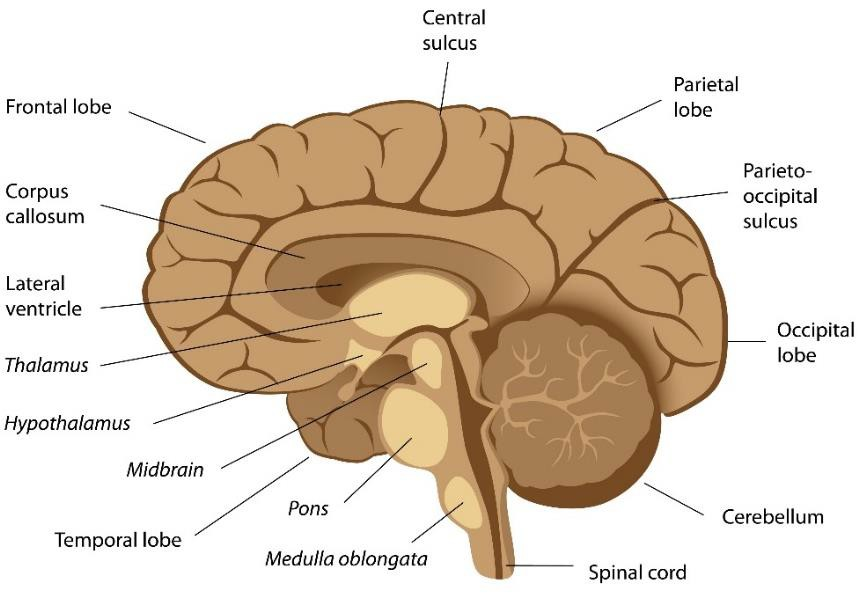 Central
sulcus
Parietal
lobe
Frontal lobe
Parieto-
occipital
sulcus
Corpus
callosum
Lateral
ventricle
Occipital
lobe
Thalamus
Hypothalamus
Midbrain
Pons
Cerebellum
Temporal lobe
Medulla oblongata
Spinal cord